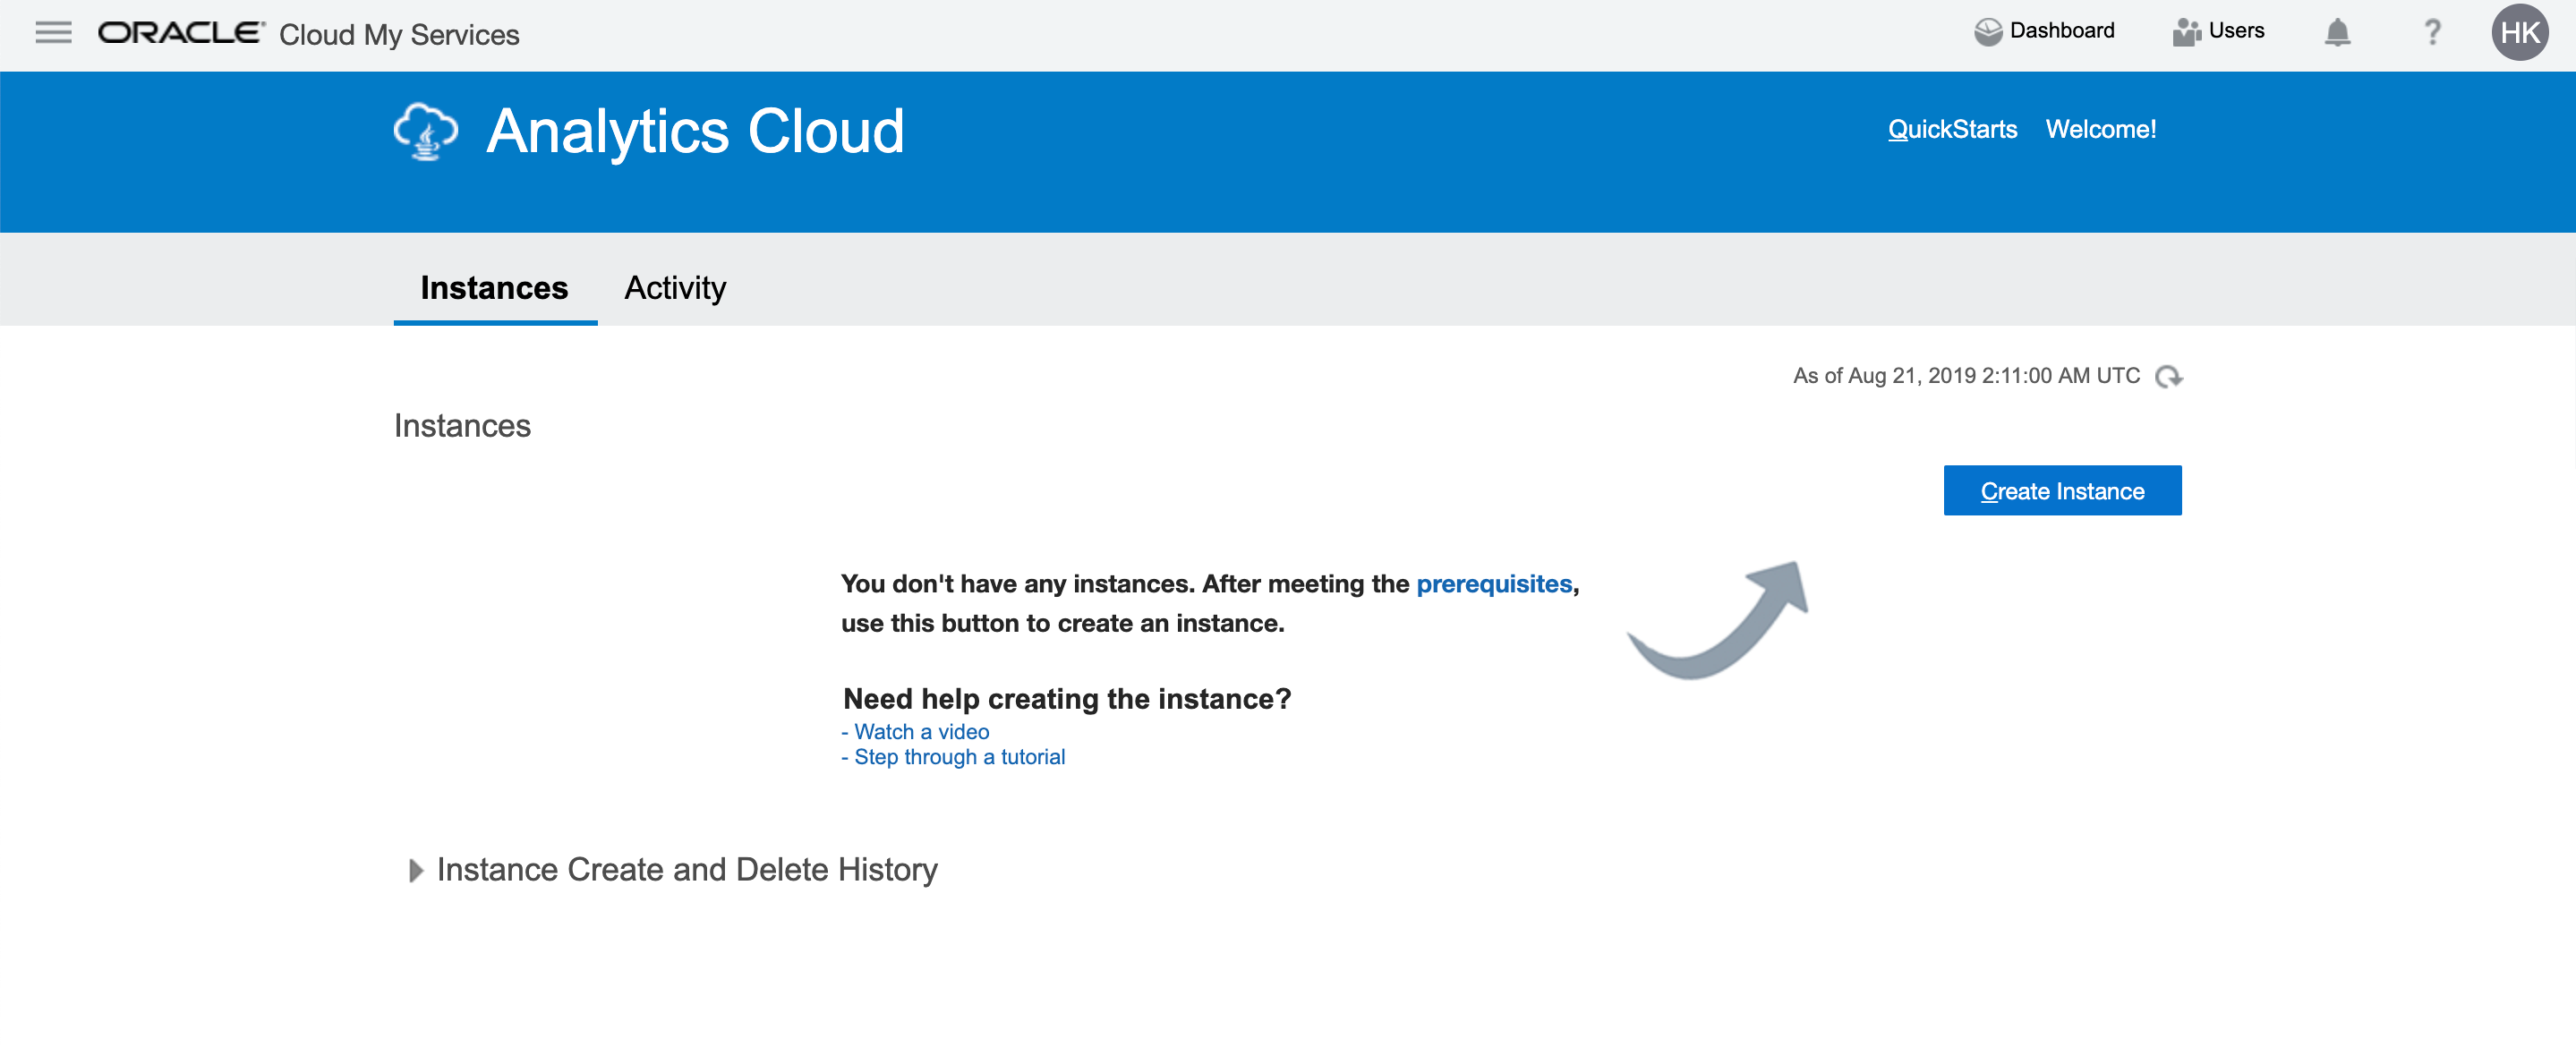 ORACLE® Cloud My Services
Dashboard
Users
?
HK
Analytics Cloud
QuickStarts
Welcome!
Instances
Activity
As of Aug 21, 2019 2:11:00 AM UTC
Instances
Create Instance
You don't have any instances. After meeting the prerequisites,
use this button to create an instance.
Need help creating the instance?
- Watch a video
- Step through a tutorial
Instance Create and Delete History